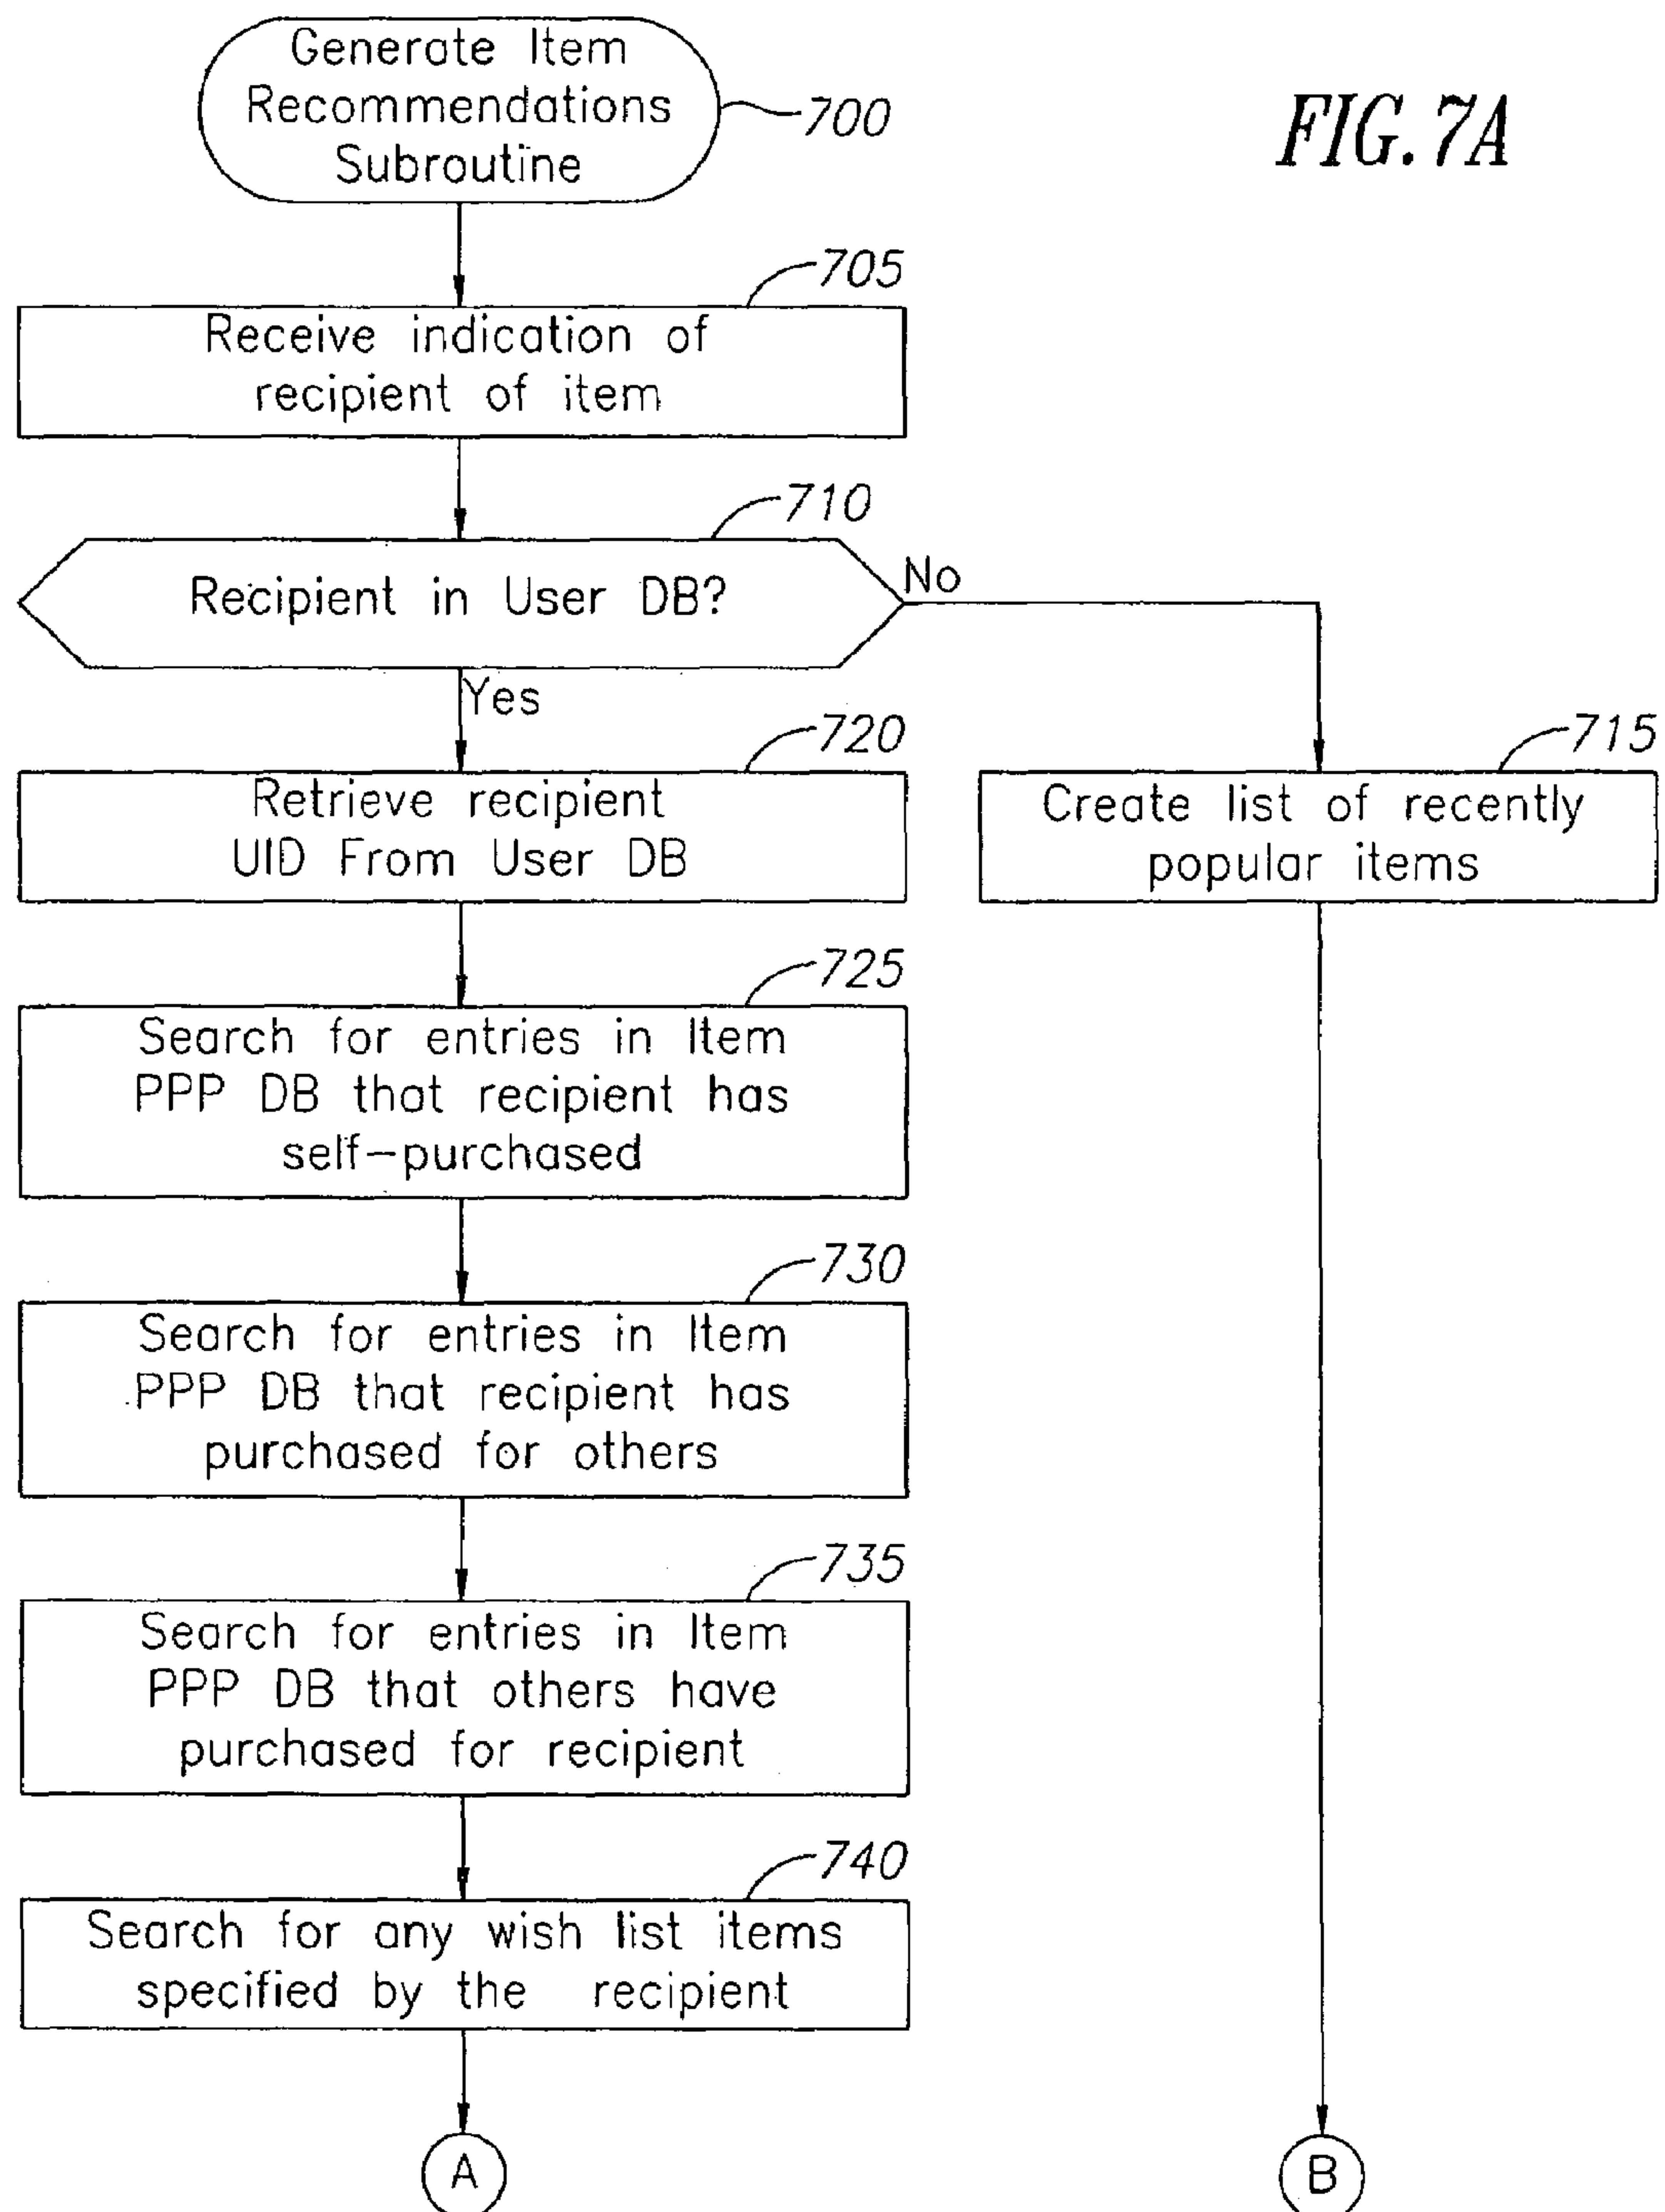 Generate Item
Recommendations
Subroutine
700
FIG. 7A
705
Receive indication of
recipient of item
710
Recipient in User DB?
No
Yes
720
Retrieve recipient
UID From User DB
715
Create list of recently
popular items
725
Search for entries in Item
PPP DB that recipient has
self-purchased
730
Search for entries in Item
PPP DB that recipient has
purchased for others
735
Search for entries in Item
PPP DB that others have
purchased for recipient
740
Search for any wish list items
specified by the recipient
A
B